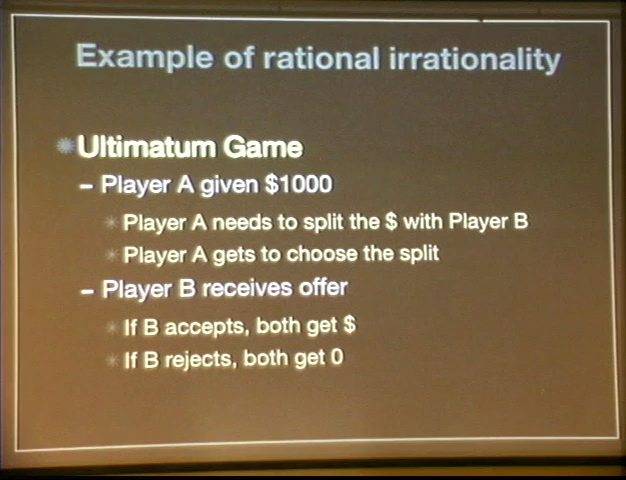 Example of rational irrationality
Ultimatum Game
– Player A given $1000
Player A needs to split the $ with Player B
Player A gets to choose the split
– Player B receives offer
If B accepts, both get $
If B rejects, both get 0